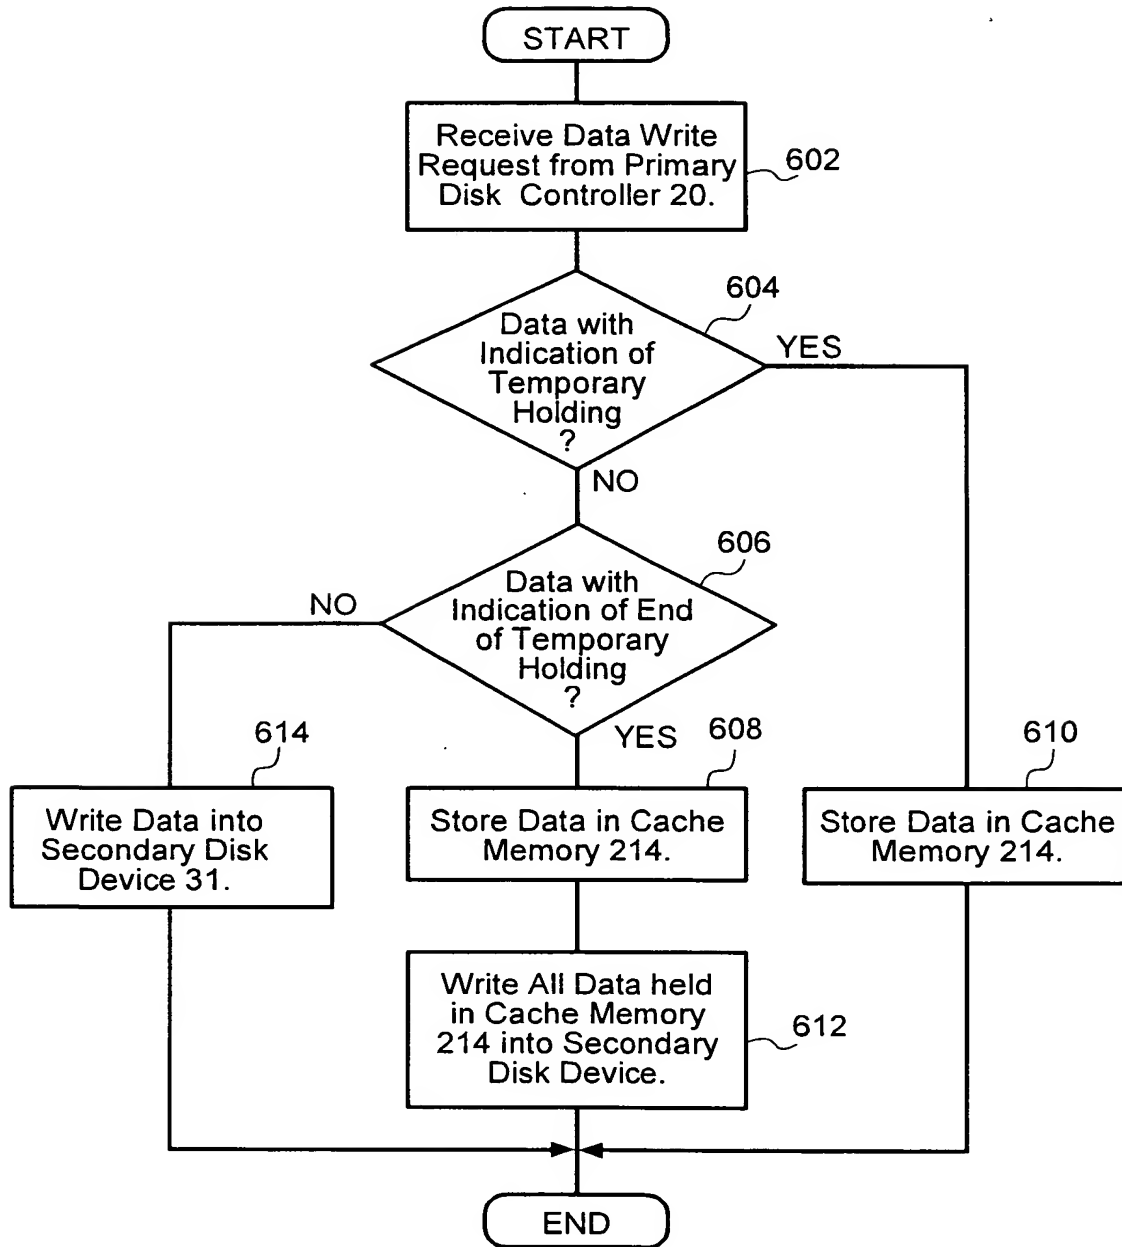 START
Receive Data Write
Request from Primary
Disk Controller 20.
602
604
Data with
Indication of
Temporary
Holding
?
YES
NO
606
Data with
Indication of End
of Temporary
Holding
?
NO
YES
614
Write Data into
Secondary Disk
Device 31.
608
Store Data in Cache
Memory 214.
610
Store Data in Cache
Memory 214.
Write All Data held
in Cache Memory
214 into Secondary
Disk Device.
612
END